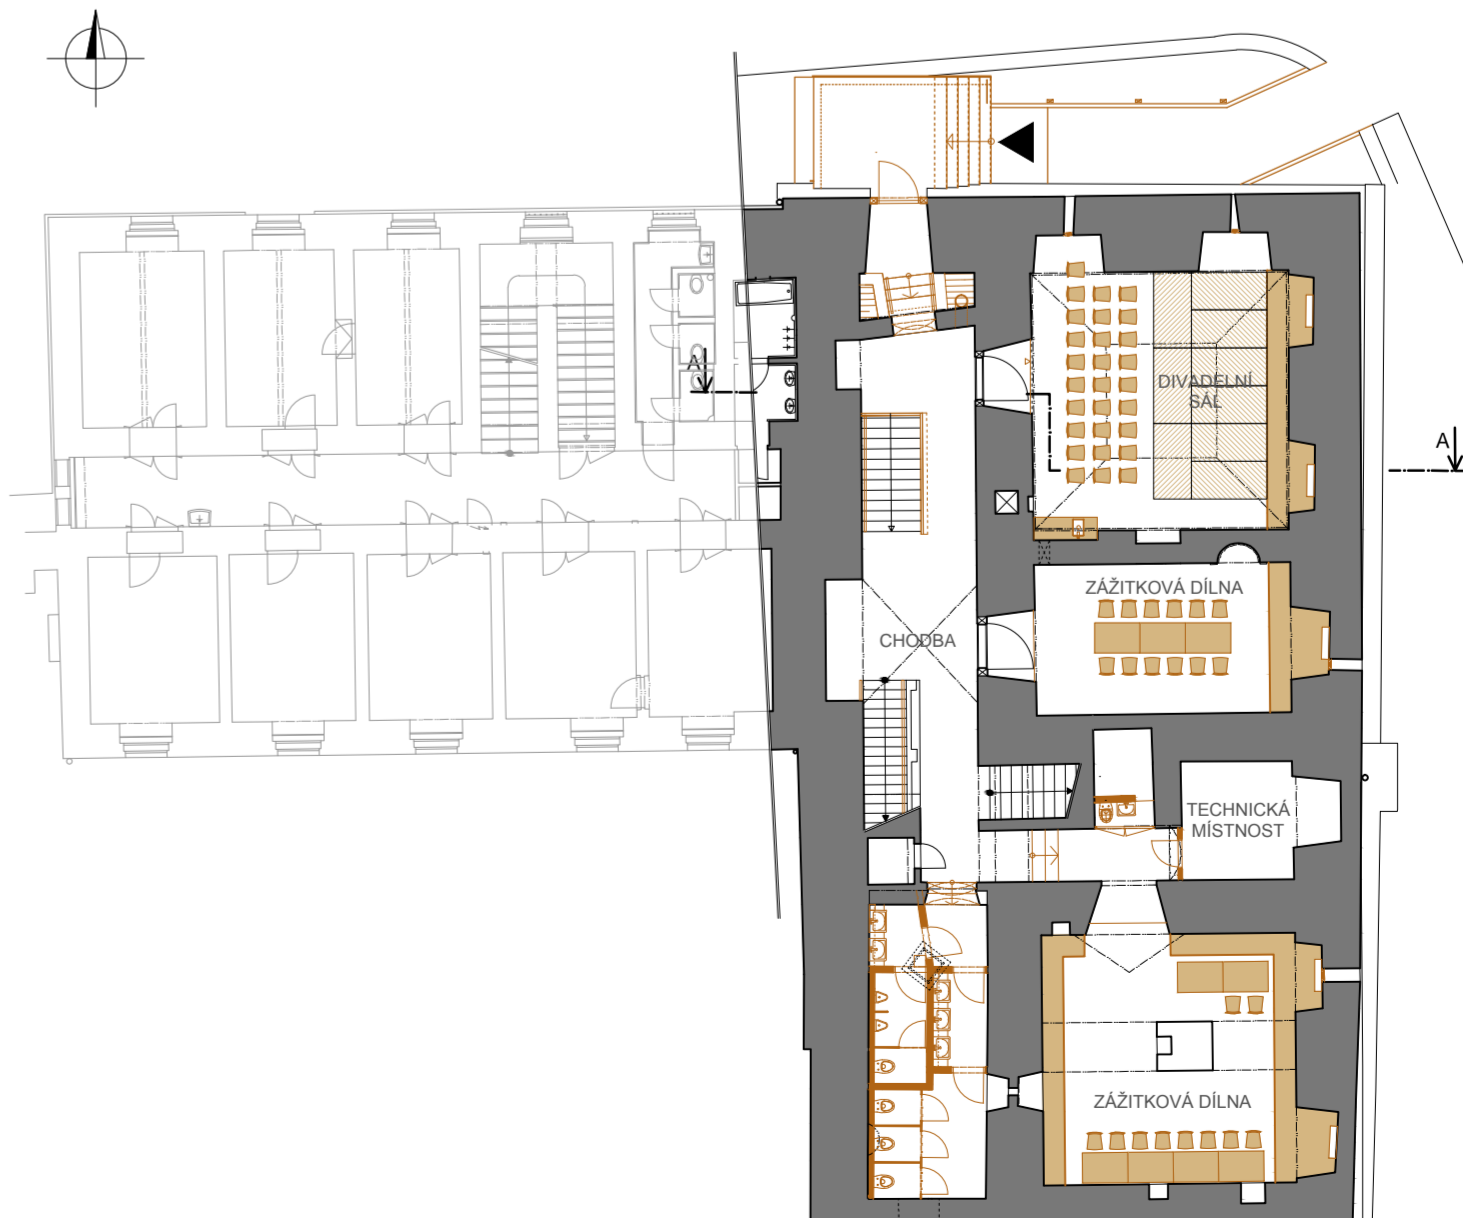 A
DIVADELNÍ
SÁL
A
ZÁŽITKOVÁ DÍLNA
CHODBA
TECHNICKÁ
MÍSTNOST
ZÁŽITKOVÁ DÍLNA